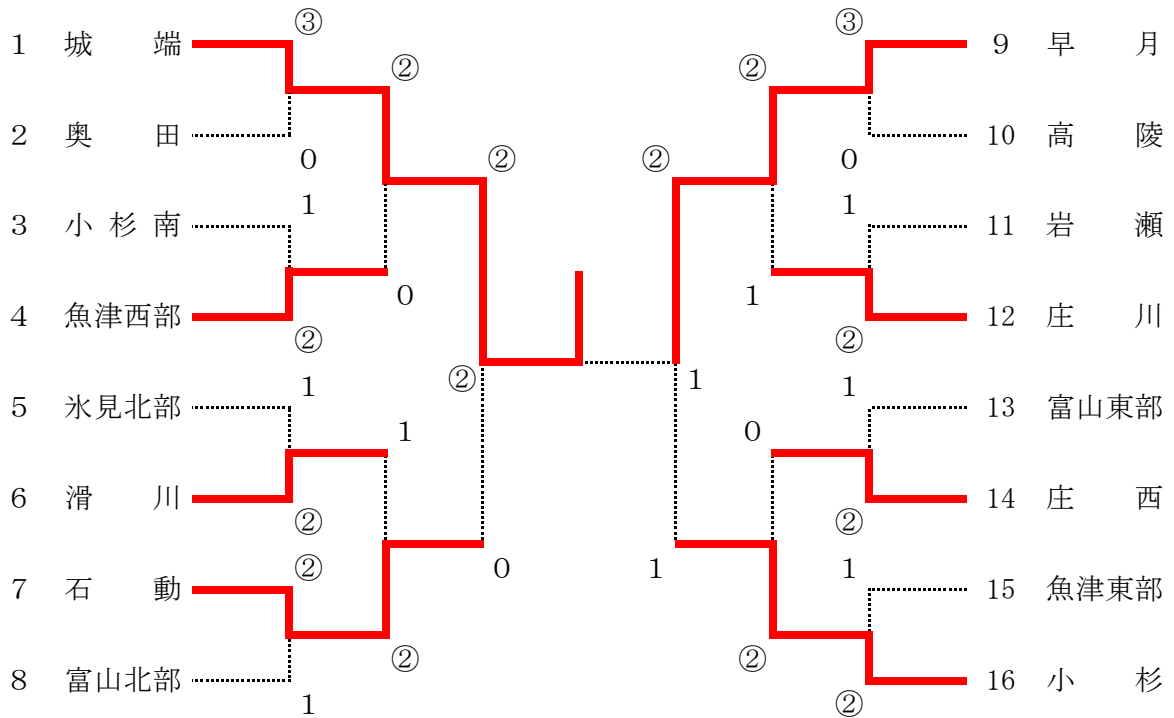 ③ ③
1 城 端 9 早 月
② ②
2 奥 田 10 高 陵
0 ② ② 0
1 1
3 小 杉 南 11 岩 瀬
0 1
4 魚津西部 12 庄 川
② ②
② 1
1 1
5 氷見北部 13 富山東部
1 0
6 滑 川 14 庄 西
② ②
② 0 1 1
7 石 動 15 魚津東部
② ②
8 富山北部 16 小 杉
1 ②